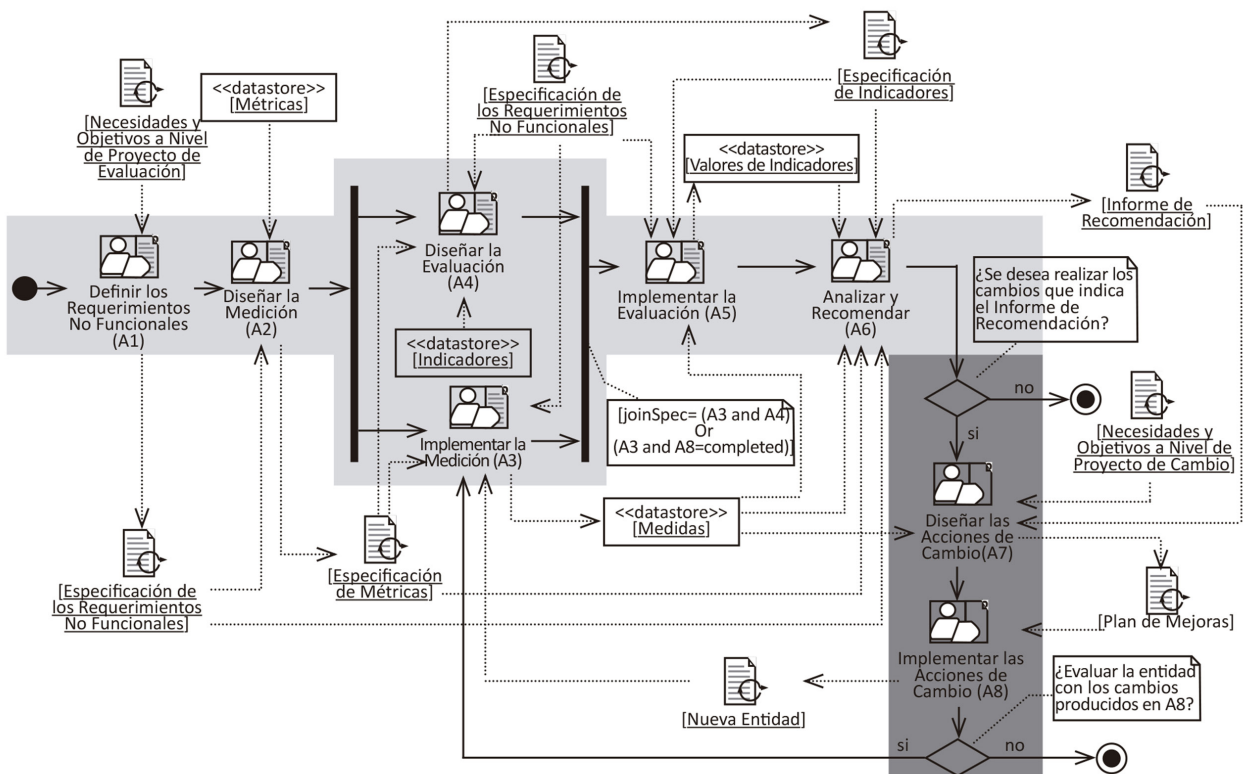 <<datastore>>
[Métricas]
[Necesidades y
Objetivos a Nivel
de Proyecto de
Evaluación]
[Especificación de
los Requerimientos
No Funcionales]
[Especificación
de Indicadores]
<<datastore>>
[Valores de Indicadores]
[Informe de
Recomendación]
Definir los
Requerimientos
No Funcionales
(A1)
Diseñar la
Medición
(A2)
Diseñar la
Evaluación
(A4)
<<datastore>>
[Indicadores]
Implementar la
Medición (A3)
Implementar la
Evaluación (A5)
Analizar y
Recomendar
(A6)
¿Se desea realizar los
cambios que indica
el Informe de
Recomendación?
[joinSpec= (A3 and A4)
Or
(A3 and A8=completed)]
no
si
[Necesidades y
Objetivos a Nivel de
Proyecto de Cambio]
<<datastore>>
[Medidas]
Diseñar las
Acciones de
Cambio(A7)
[Especificación de
los Requerimientos
No Funcionales]
[Especificación
de Métricas]
[Plan de Mejoras]
Implementar las
Acciones de
Cambio (A8)
[Nueva Entidad]
¿Evaluar la entidad
con los cambios
producidos en A8?
si
no